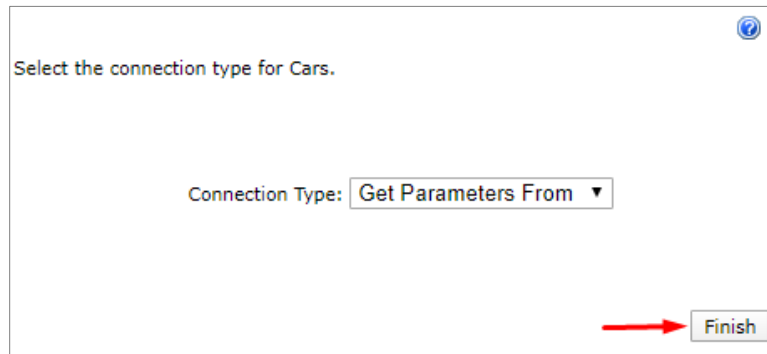 ?
Select the connection type for Cars.
Connection Type: Get Parameters From
Finish